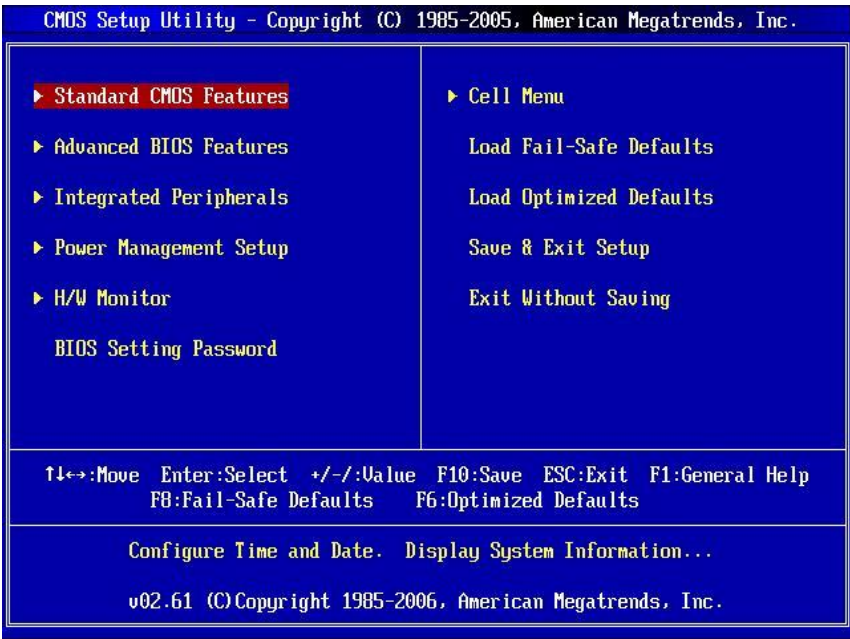 CMOS Setup Utility - Copyright (C) 1985-2005, American Megatrends, Inc.
▶ Standard CMOS Features
▶ Advanced BIOS Features
▶ Integrated Peripherals
▶ Power Management Setup
▶ H/W Monitor
BIOS Setting Password
▶ Cell Menu
Load Fail-Safe Defaults
Load Optimized Defaults
Save & Exit Setup
Exit Without Saving
↑↓←→:Move Enter:Select +/-/:Value F10:Save ESC:Exit F1:General Help
F8:Fail-Safe Defaults F6:Optimized Defaults
Configure Time and Date. Display System Information...
v02.61 (C)Copyright 1985-2006, American Megatrends, Inc.